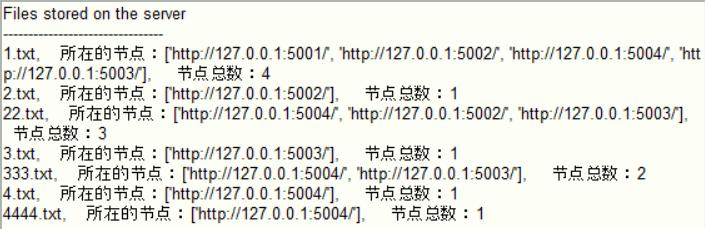 Files stored on the server
-------------------------------
1.txt,    所在的节点：['http://127.0.0.1:5001/', 'http://127.0.0.1:5002/', 'http://127.0.0.1:5004/', 'htt
p://127.0.0.1:5003/'],    节点总数：4
2.txt,    所在的节点：['http://127.0.0.1:5002/'],    节点总数：1
22.txt,    所在的节点：['http://127.0.0.1:5004/', 'http://127.0.0.1:5002/', 'http://127.0.0.1:5003/'],
节点总数：3
3.txt,    所在的节点：['http://127.0.0.1:5003/'],    节点总数：1
333.txt,    所在的节点：['http://127.0.0.1:5004/', 'http://127.0.0.1:5003/'],    节点总数：2
4.txt,    所在的节点：['http://127.0.0.1:5004/'],    节点总数：1
4444.txt,    所在的节点：['http://127.0.0.1:5004/'],    节点总数：1